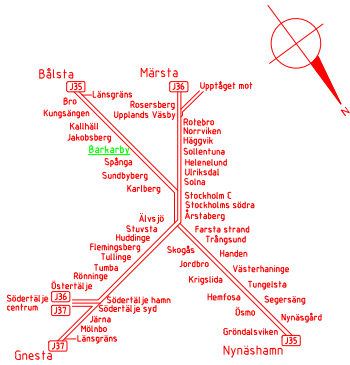 Bålsta
Märsta
J35
J36
Länsgräns
Upptåget mot
Bro
Rosersberg
Kungsängen
Upplands Väsby
Kallhäll
Rotebro
Jakobsberg
Norrviken
Barkarby
Häggvik
Spånga
Sollentuna
Sundbyberg
Helenelund
Karlberg
Ulriksdal
Solna
Stockholm C
Stockholms södra
Årstaberg
Älvsjö
Stuvsta
Farsta strand
Huddinge
Trångsund
Flemingsberg
Skogås
Handen
Tullinge
Jordbro
Västerhaninge
Tumba
Krigslida
Tungelsta
Rönninge
Hemfosa
Segersäng
Östertälje
Ösmo
Nynäsgård
Södertälje
centrum
J36
J37
Södertälje hamn
Södertälje syd
Gröndalsviken
Järna
Mölnbo
Länsgräns
J37
J35
Gnesta
Nynäshamn
N